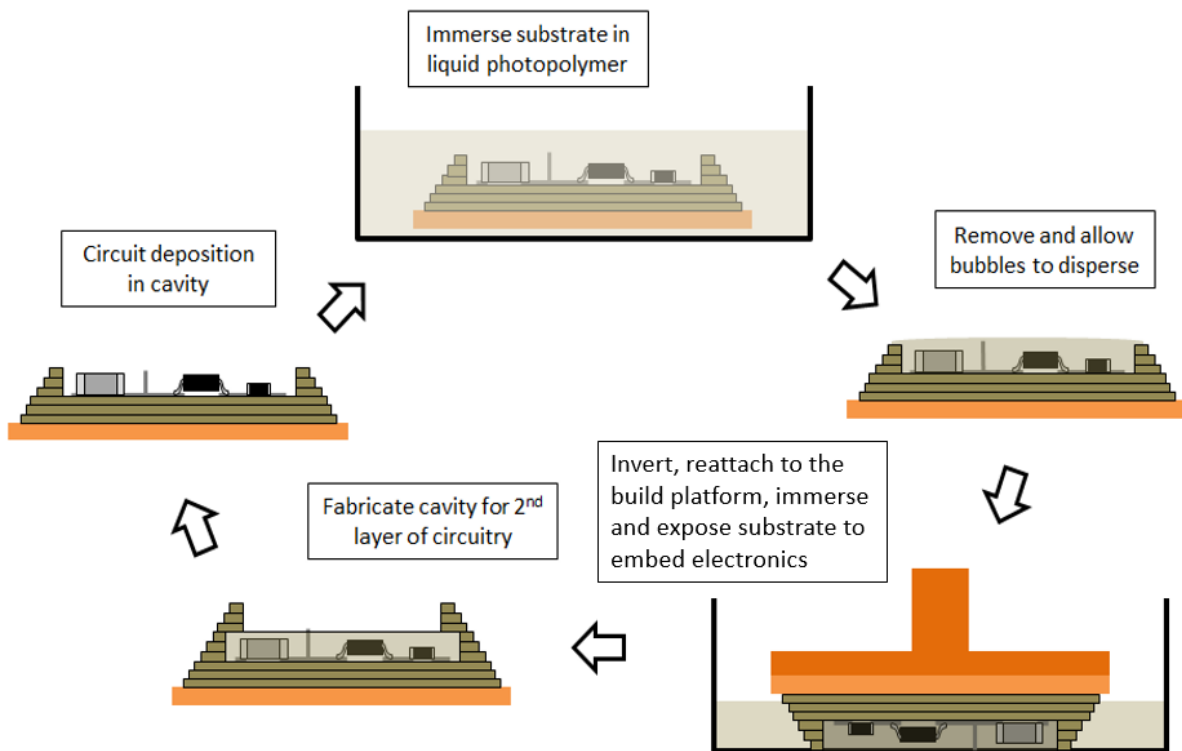 Immerse substrate in
liquid photopolymer
Circuit deposition
in cavity
Remove and allow
bubbles to disperse
Invert, reattach to the
build platform, immerse
and expose substrate to
embed electronics
Fabricate cavity for 2nd
layer of circuitry